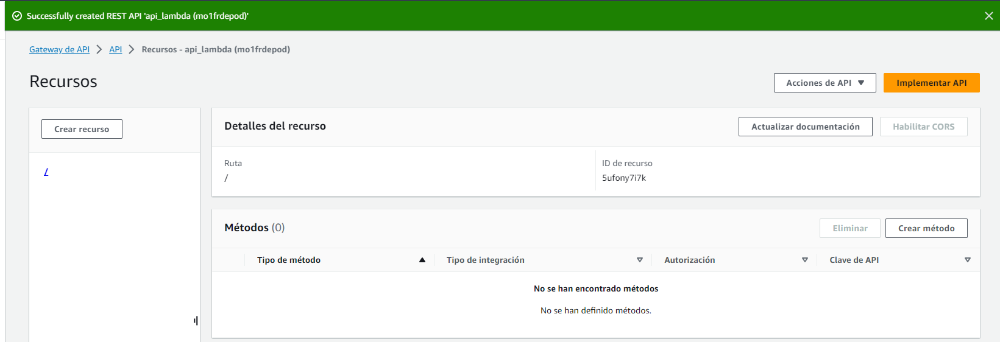 Successfully created REST API 'api_lambda (mo1frdepod)'
Gateway de API > API > Recursos - api_lambda (mo1frdepod)
Recursos
Acciones de API
Implementar API
Crear recurso
/
Detalles del recurso
Actualizar documentación
Habilitar CORS
Ruta
/
ID de recurso
5ufony7i7k
Métodos (0)
Eliminar
Crear método
Tipo de método
Tipo de integración
Autorización
Clave de API
No se han encontrado métodos
No se han definido métodos.